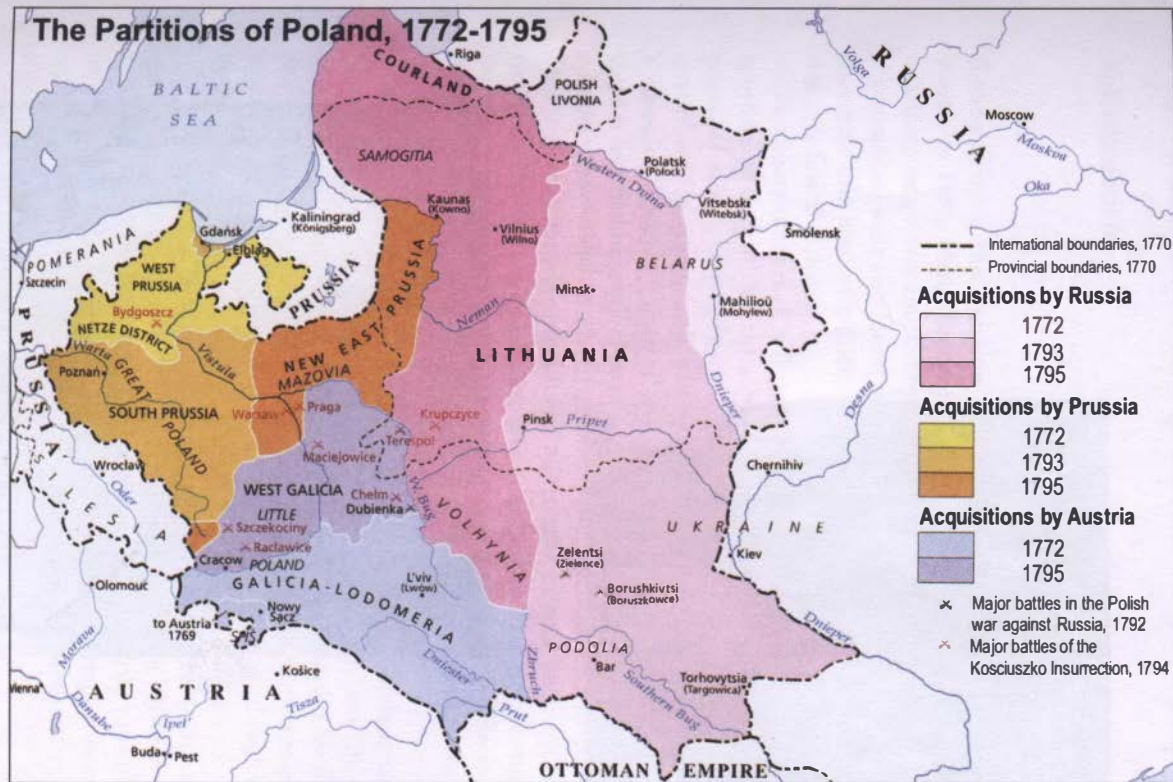 The Partitions of Poland, 1772-1795
BALTIC
SEA
Riga
COURLAND
POLISH
LIVONIA
RUSSIA
Volga
Moscow
Moskva
Oka
SAMOGITIA
Western Dvina
Polatsk
(Połock)
Vitsebsk
(Witebsk)
Smolensk
Kaunas
(Kowno)
Vilnius
(Wilno)
Kaliningrad
(Königsberg)
Gdańsk
Elbląg
POMERANIA
Szczecin
WEST
PRUSSIA
PRUSSIA
Bydgoszcz
NETZE DISTRICT
NEW EAST PRUSSIA
MAZOVIA
BELARUS
Minsk
Mahilioŭ
(Mohylew)
Neman
LITHUANIA
Dnieper
Desna
PRUSSIA
Warta
Poznań
GREAT POLAND
Vistula
SOUTH PRUSSIA
Warsaw
Praga
Krupczyce
Terespol
Pinsk
Pripet
Maciejowice
Wrocław
Oder
SILESIA
WEST GALICIA
Chelm
Dubienka
W. Bug
VOLHYNIA
Chernihiv
LITTLE
POLAND
Szczekociny
Racławice
Cracow
UKRAINE
Kiev
Zelentsi
(Zielence)
Borushkivtsi
(Boruszkowce)
L'viv
(Lwów)
GALICIA-LODOMERIA
Olomouc
to Austria
1769
Nowy
Sącz
Košice
Morava
Dniester
Zbruch
PODOLIA
Bar
Southern Bug
Torhovytsia
(Targowica)
Dnieper
Vienna
AUSTRIA
Danube
Ipel'
Tisza
Prut
Buda
Pest
OTTOMAN EMPIRE
International boundaries, 1770
Provincial boundaries, 1770
Acquisitions by Russia
1772
1793
1795
Acquisitions by Prussia
1772
1793
1795
Acquisitions by Austria
1772
1795
Major battles in the Polish
war against Russia, 1792
Major battles of the
Kosciuszko Insurrection, 1794